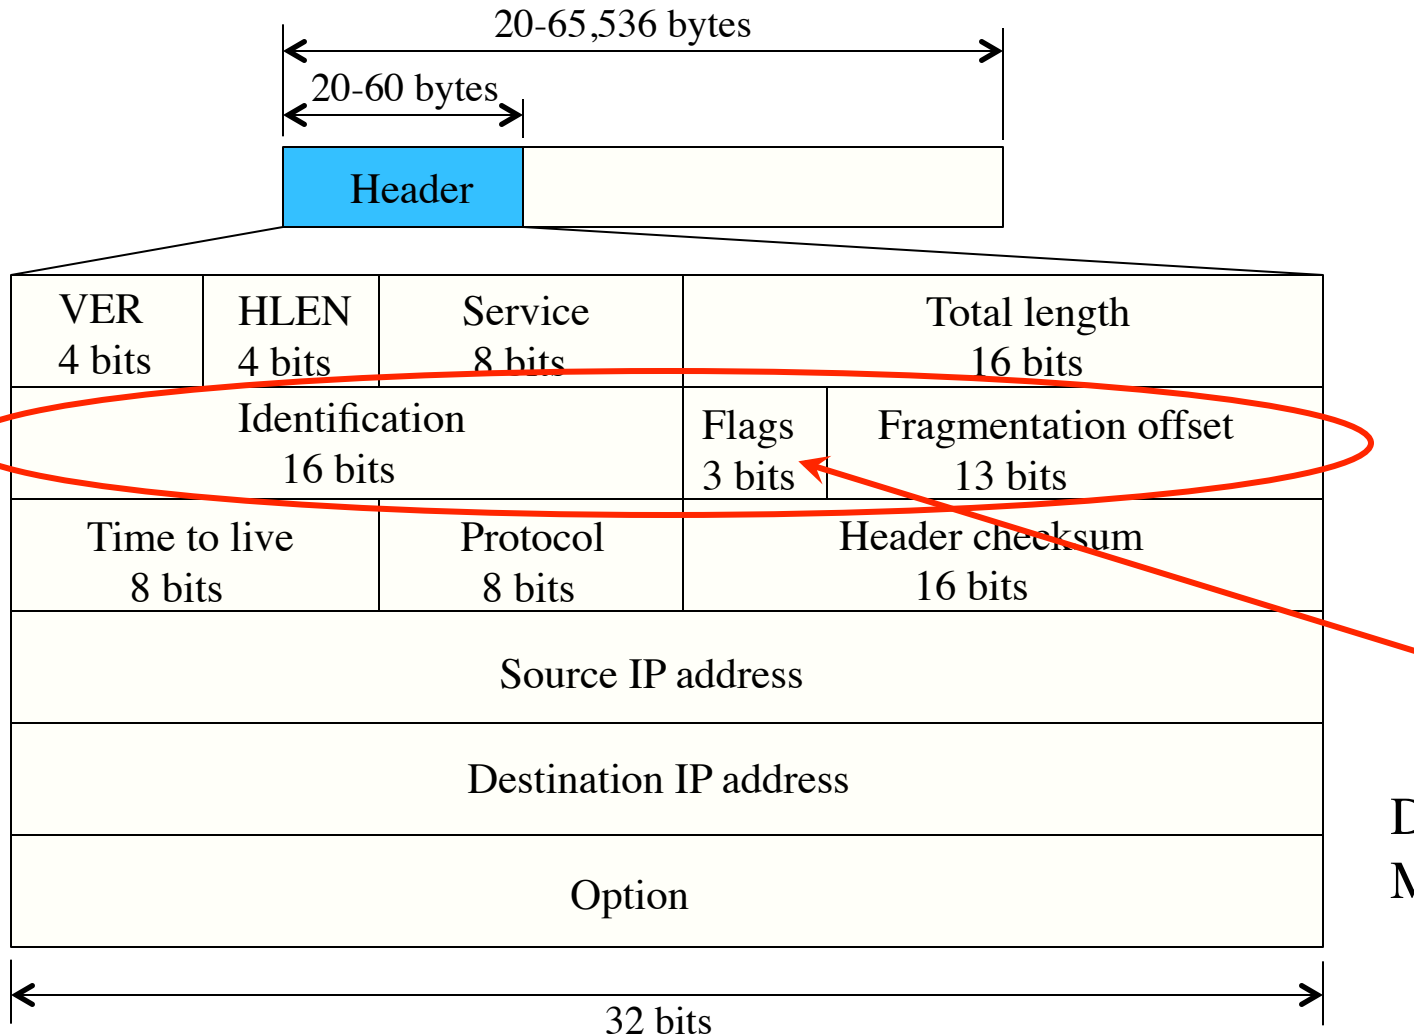 20-65,536 bytes
20-60 bytes
Header
VER HLEN Service Total length
4 bits 4 bits 8 bits 16 bits
Identification Flags Fragmentation offset
16 bits 3 bits 13 bits
Time to live Protocol Header checksum
8 bits 8 bits 16 bits
Source IP address
Destination IP address
D
M
Option
32 bits